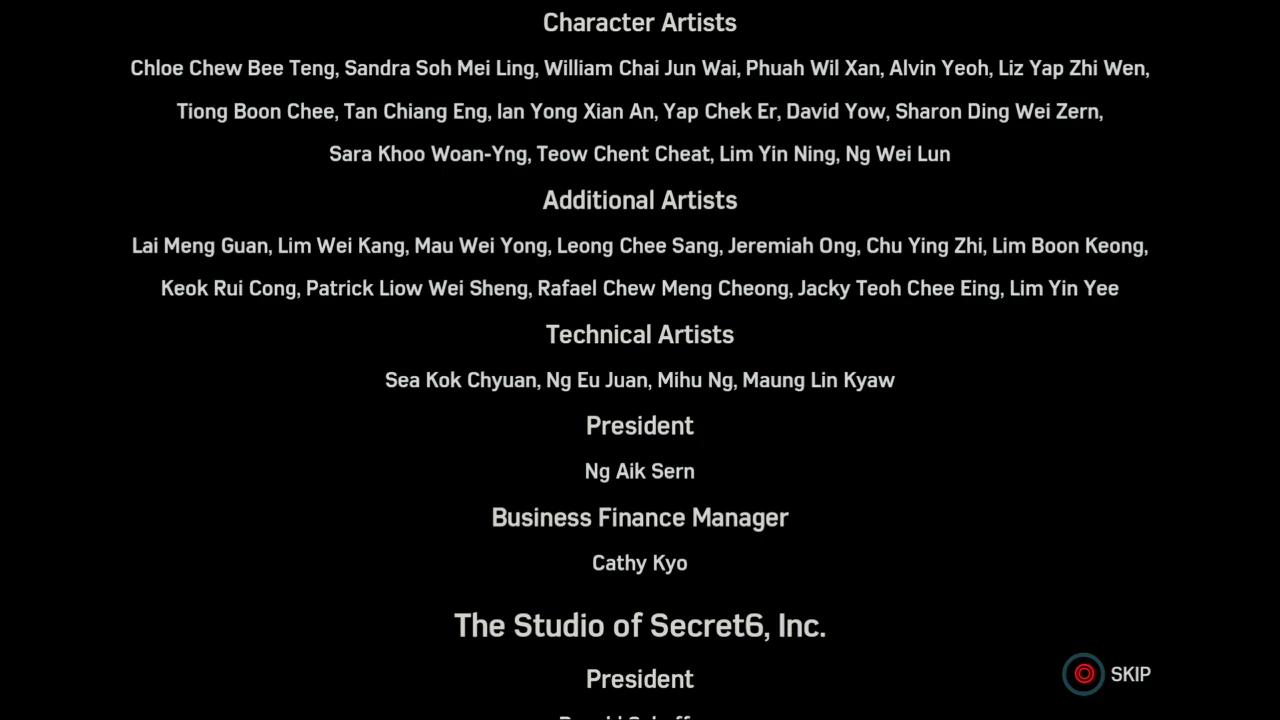 Character Artists
Chloe Chew Bee Teng, Sandra Soh Mei Ling, William Chai Jun Wai, Phuah Wil Xan, Alvin Yeoh, Liz Yap Zhi Wen,
Tiong Boon Chee, Tan Chiang Eng, Ian Yong Xian An, Yap Chek Er, David Yow, Sharon Ding Wei Zern,
Sara Khoo Woan-Yng, Teow Chent Cheat, Lim Yin Ning, Ng Wei Lun
Additional Artists
Lai Meng Guan, Lim Wei Kang, Mau Wei Yong, Leong Chee Sang, Jeremiah Ong, Chu Ying Zhi, Lim Boon Keong,
Keok Rui Cong, Patrick Liow Wei Sheng, Rafael Chew Meng Cheong, Jacky Teoh Chee Eing, Lim Yin Yee
Technical Artists
Sea Kok Chyuan, Ng Eu Juan, Mihu Ng, Maung Lin Kyaw
President
Ng Aik Sern
Business Finance Manager
Cathy Kyo
The Studio of Secret6, Inc.
President
SKIP